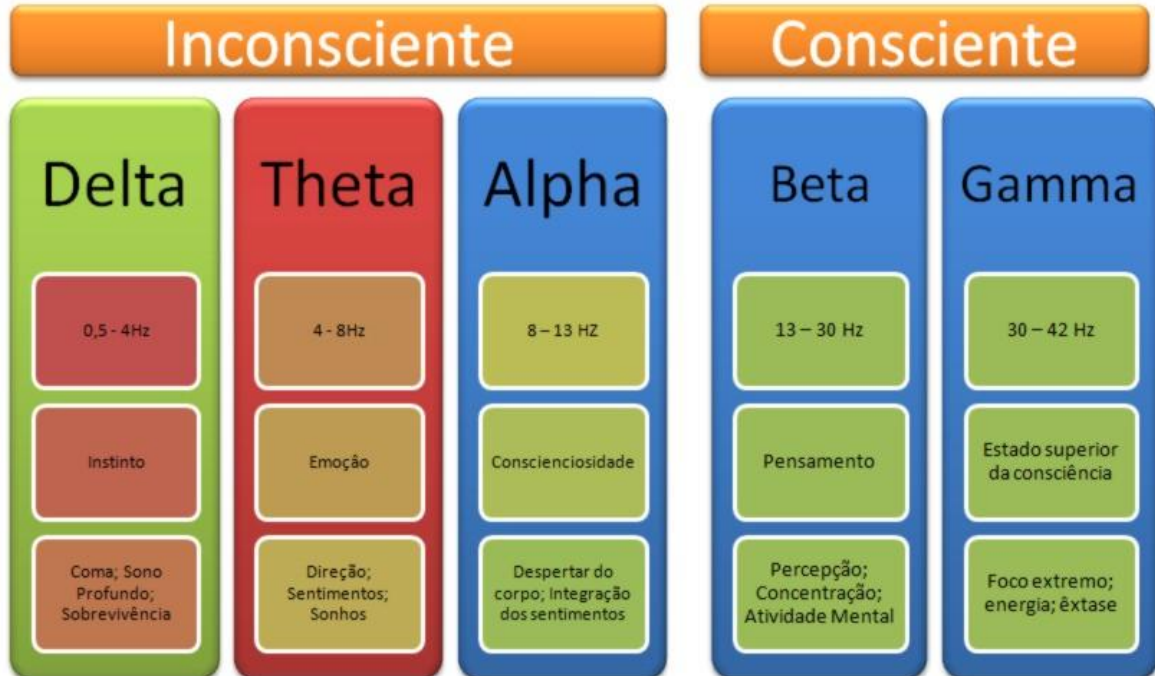 Inconsciente
Consciente
Delta
Theta
Alpha
Beta
Gamma
0,5 - 4Hz
4 - 8Hz
8 – 13 HZ
13 – 30 Hz
30 – 42 Hz
Instinto
Emoção
Conscienciosidade
Pensamento
Estado superior
da consciência
Coma; Sono
Profundo;
Sobrevivência
Direção;
Sentimentos;
Sonhos
Despertar do
corpo; Integração
dos sentimentos
Percepção;
Concentração;
Atividade Mental
Foco extremo;
energia; êxtase